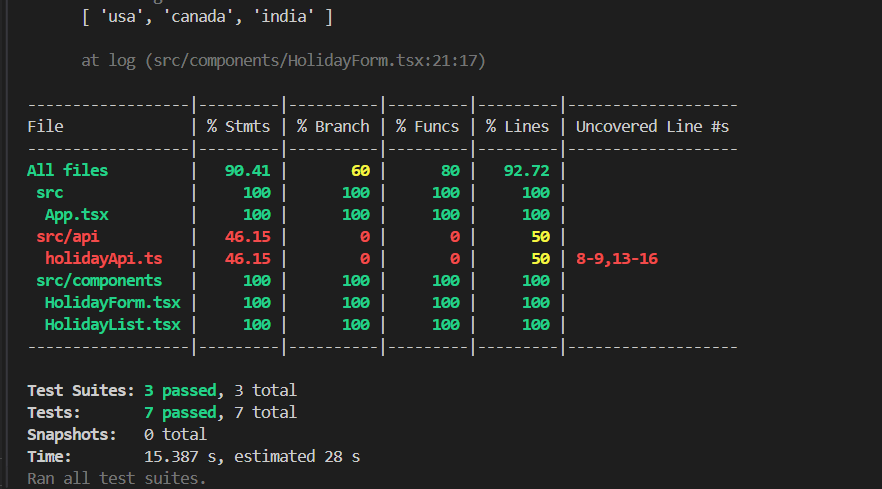 [ 'usa', 'canada', 'india' ]
at log (src/components/HolidayForm.tsx:21:17)
------------------|---------|----------|---------|---------|-------------------
File              | % Stmts | % Branch | % Funcs | % Lines | Uncovered Line #s
------------------|---------|----------|---------|---------|-------------------
All files         |   90.41 |       60 |      80 |   92.72 |
 src              |     100 |      100 |     100 |     100 |
  App.tsx         |     100 |      100 |     100 |     100 |
 src/api          |   46.15 |        0 |       0 |      50 |
  holidayApi.ts   |   46.15 |        0 |       0 |      50 | 8-9,13-16
 src/components   |     100 |      100 |     100 |     100 |
  HolidayForm.tsx |     100 |      100 |     100 |     100 |
  HolidayList.tsx |     100 |      100 |     100 |     100 |
------------------|---------|----------|---------|---------|-------------------
Test Suites: 3 passed, 3 total
Tests:       7 passed, 7 total
Snapshots:   0 total
Time:        15.387 s, estimated 28 s
Ran all test suites.